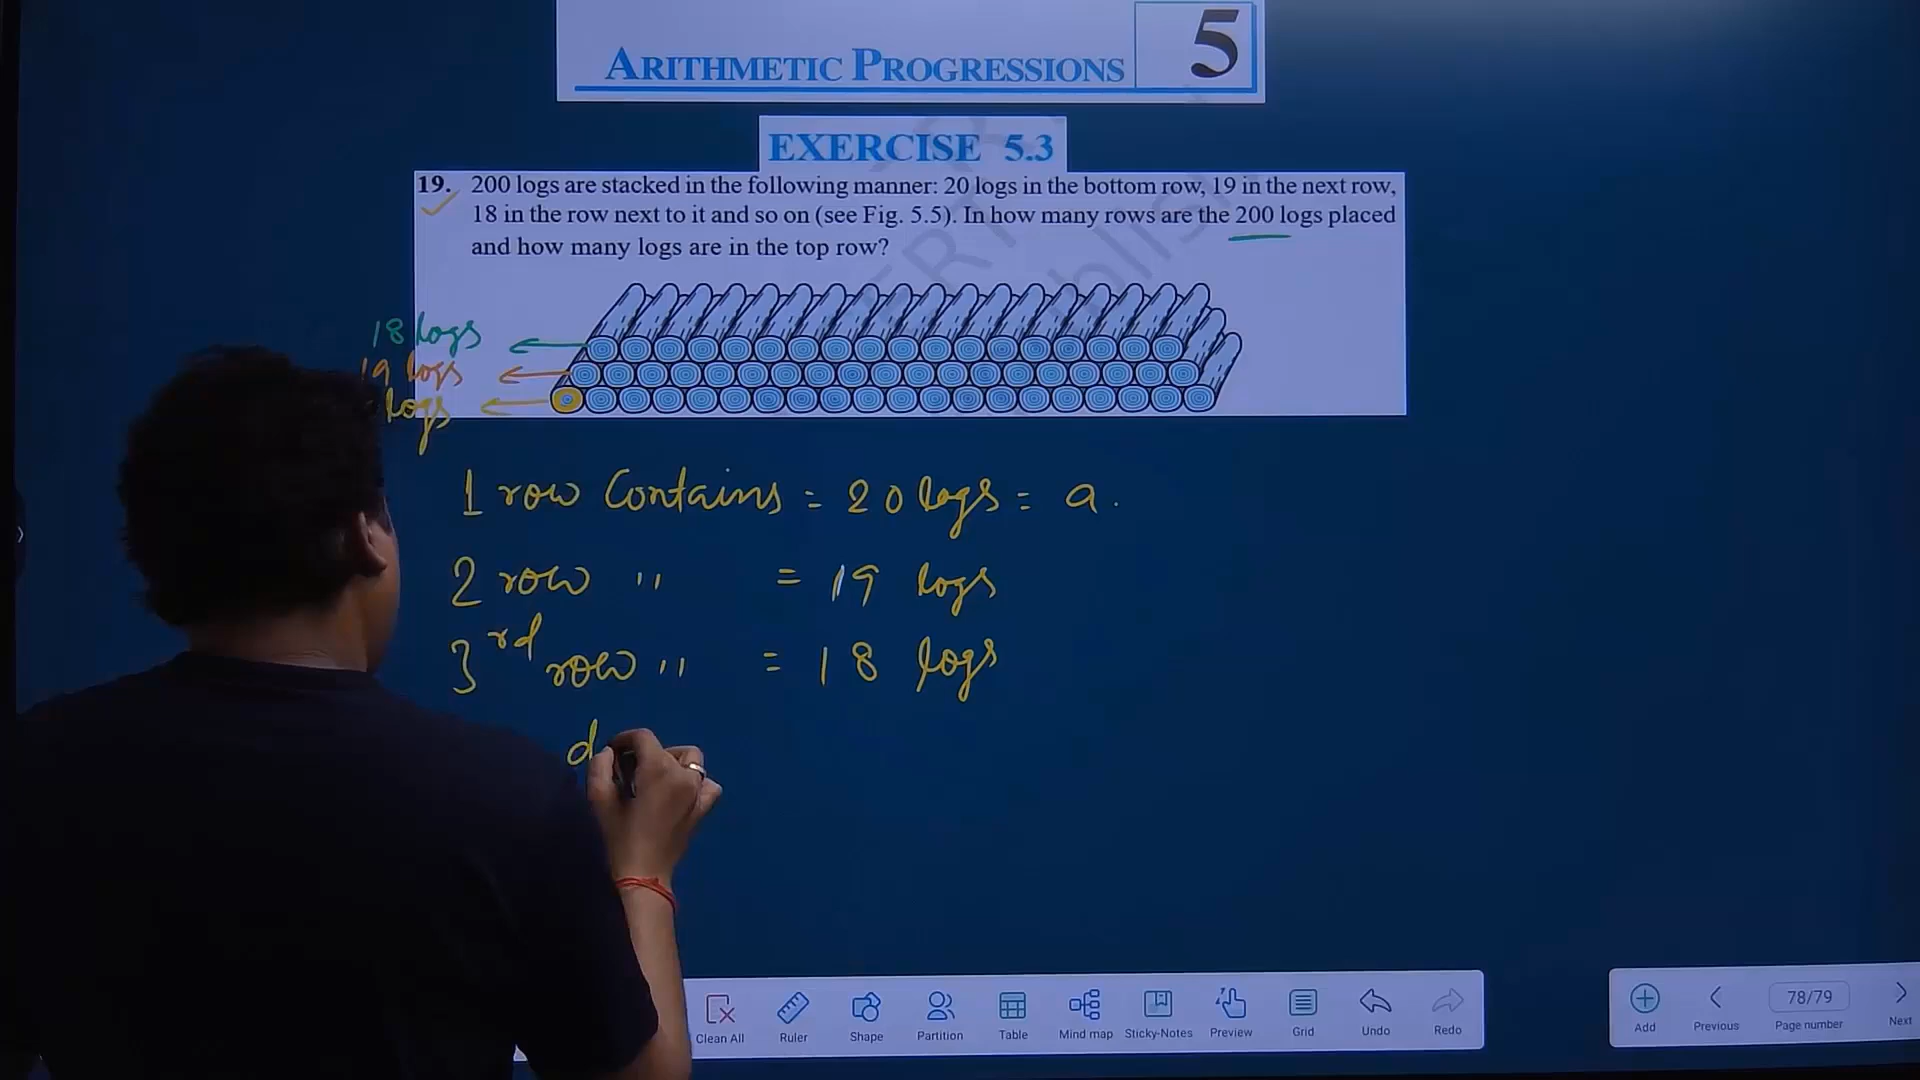 ARITHMETIC PROGRESSIONS 5
EXERCISE 5.3
19. 200 logs are stacked in the following manner: 20 logs in the bottom row, 19 in the next row,
18 in the row next to it and so on (see Fig. 5.5). In how many rows are the 200 logs placed
and how many logs are in the top row?
18 logs
19 logs
logs
1 row Contains = 20 logs = a.
2 row " = 19 logs
3rd row " = 18 logs
d
Clean All Ruler Shape Partition Table Mind map Sticky-Notes Preview Grid Undo Redo
Add Previous 78/79 Page number Next